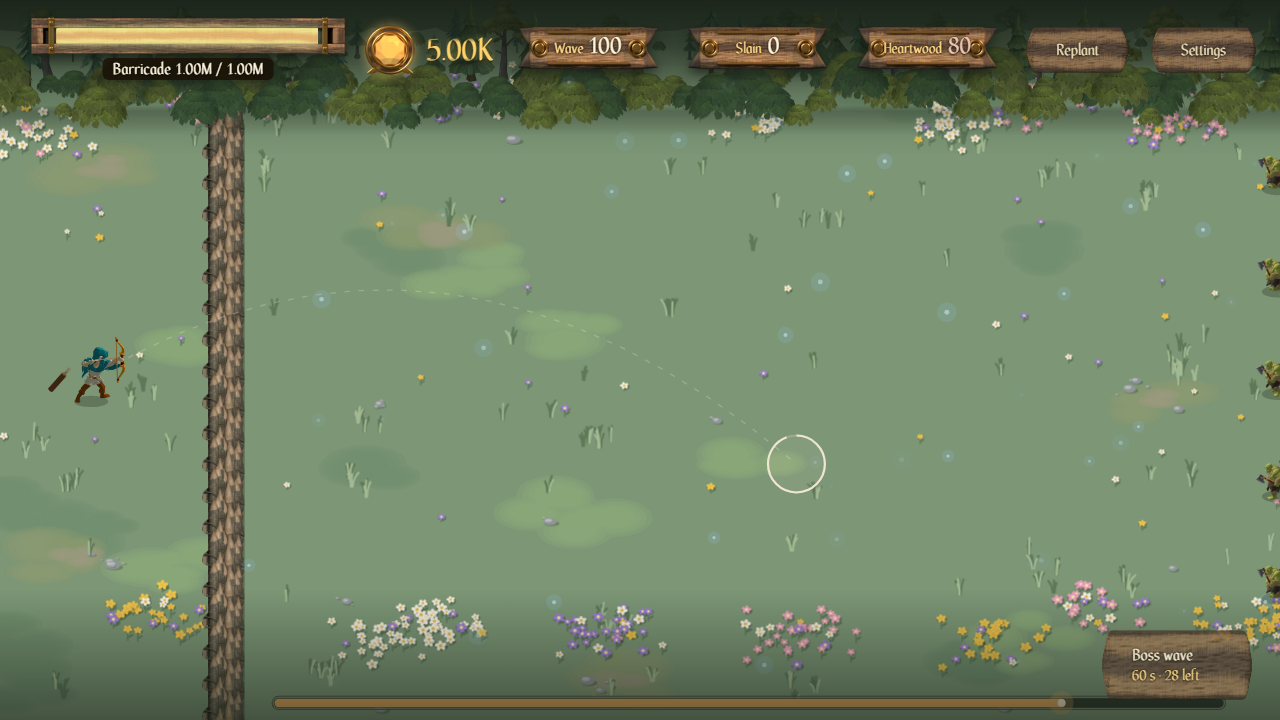 Barricade 1.00M / 1.00M
5.00K
Wave 100
Slain 0
Heartwood 80
Replant
Settings
Boss wave
60 s · 28 left